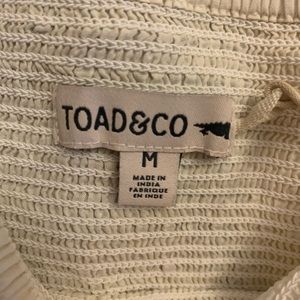 TOAD&CO
M
MADE IN
INDIA
FABRIQUE
EN INDE